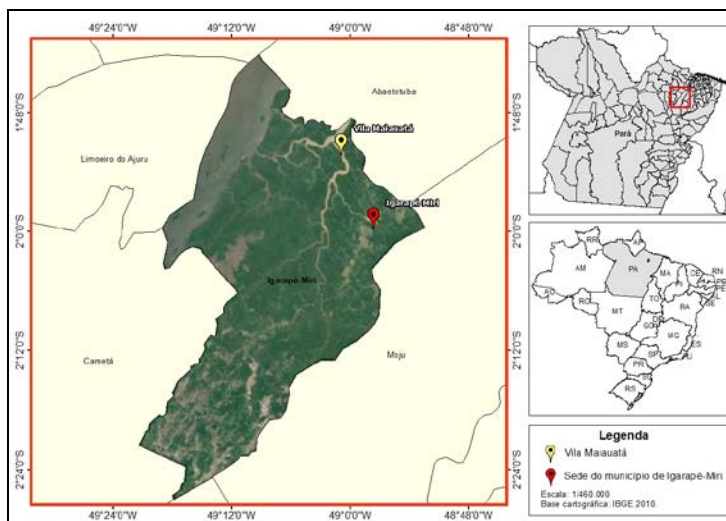 49°24'0"W
49°12'0"W
49°0'0"W
48°48'0"W
1°48'0"S
2°0'0"S
2°12'0"S
2°24'0"S
1°48'0"S
2°0'0"S
2°12'0"S
2°24'0"S
49°24'0"W
49°12'0"W
49°0'0"W
48°48'0"W
Abaetetuba
Vila Maiauatá
Limoeiro do Ajuru
Igarapé Miri
Igarapé-Miri
Cametá
Moju
Pará
RR
AP
AM
PA
MA
CE
RN
PB
PE
PI
AC
RO
TO
SE
BA
MT
DF
GO
MG
ES
MS
SP
RJ
PR
SC
RS
Legenda
Vila Maiauatá
Sede do município de Igarapé-Miri
Escala: 1/460.000
Base cartográfica: IBGE 2010.